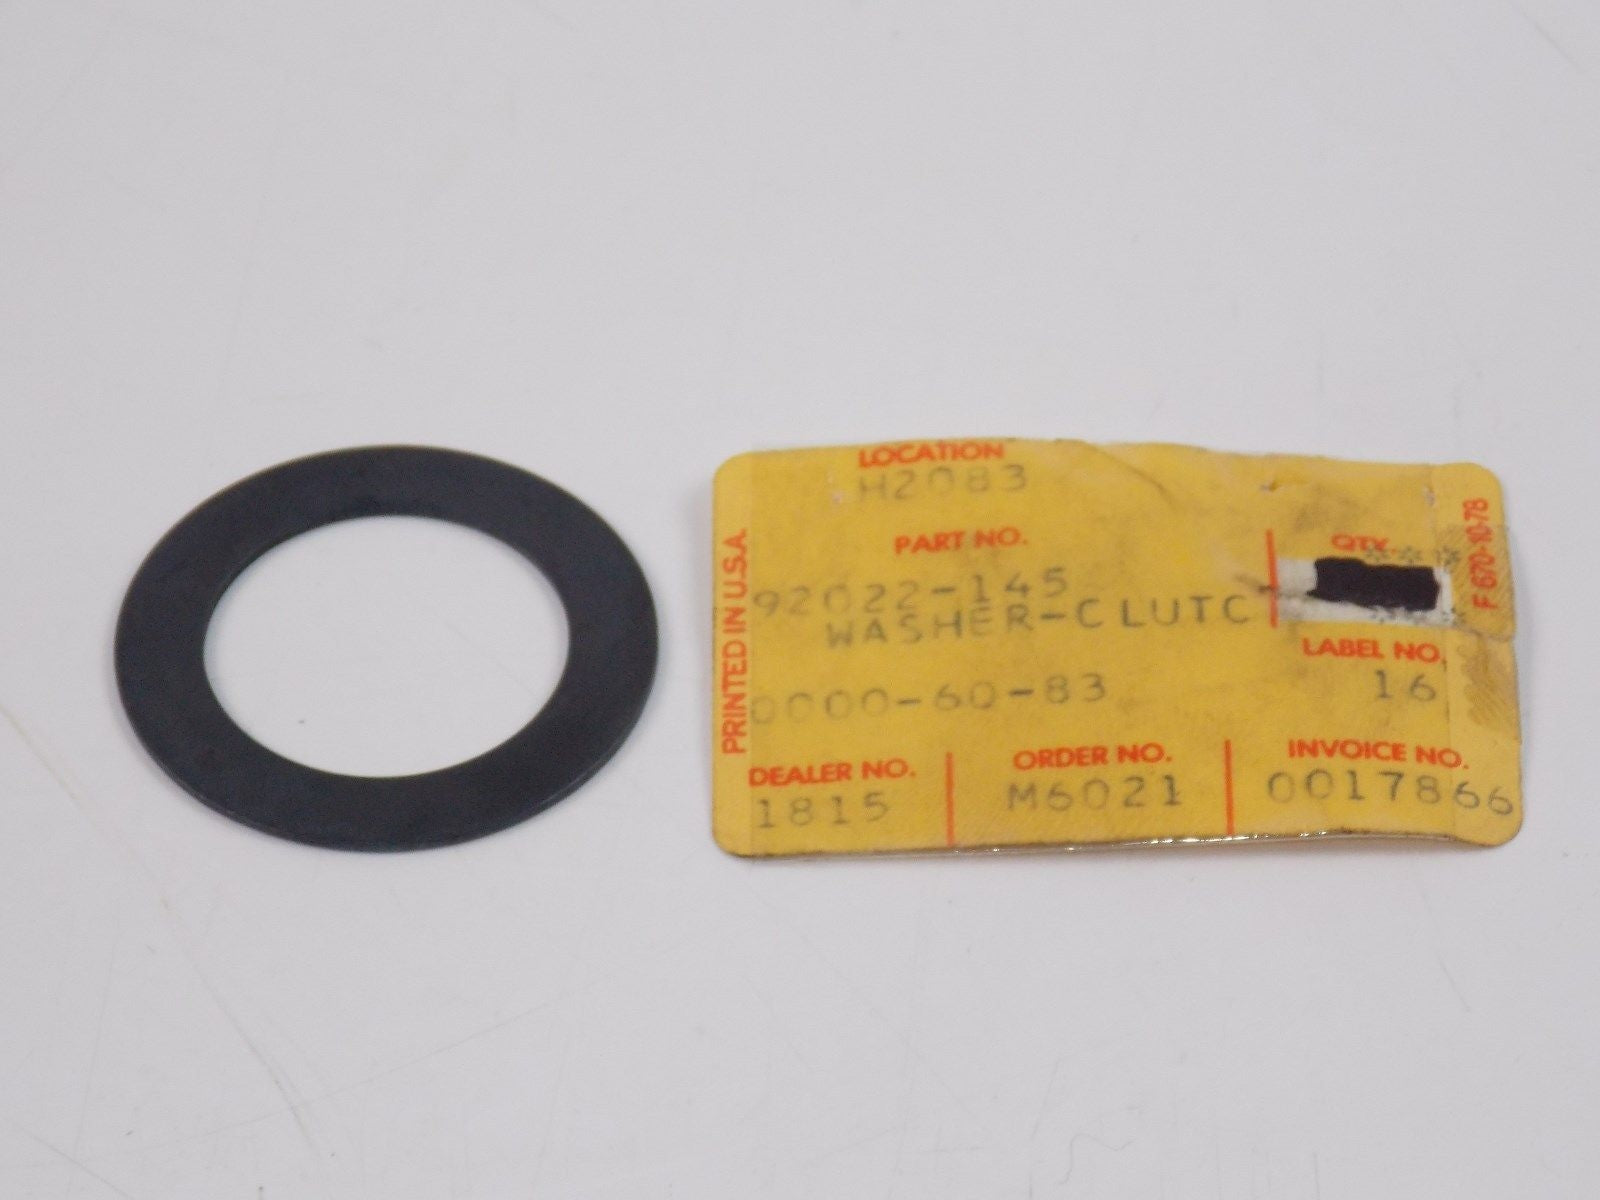 LOCATION
H2083
PART NO.
QTY.
92022-145
WASHER-CLUTC
LABEL NO.
0000-60-83
16
DEALER NO.
ORDER NO.
INVOICE NO.
1815
M6021
0017866
PRINTED IN U.S.A.
F 670-10-78